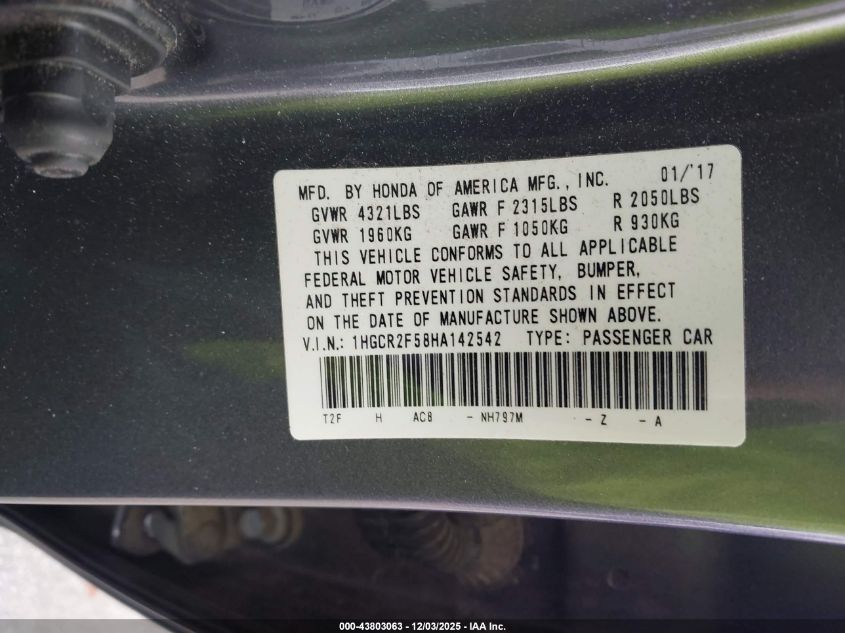 MFD. BY HONDA OF AMERICA MFG., INC. 01/'17
GVWR 4321LBS GAWR F 2315LBS R 2050LBS
GVWR 1960KG GAWR F 1050KG R 930KG
THIS VEHICLE CONFORMS TO ALL APPLICABLE
FEDERAL MOTOR VEHICLE SAFETY, BUMPER,
AND THEFT PREVENTION STANDARDS IN EFFECT
ON THE DATE OF MANUFACTURE SHOWN ABOVE.
V.I.N.: 1HGCR2F58HA142542 TYPE: PASSENGER CAR
T2F H AC8 - NH797M - Z - A
000-43803063 - 12/03/2025 - IAA Inc.